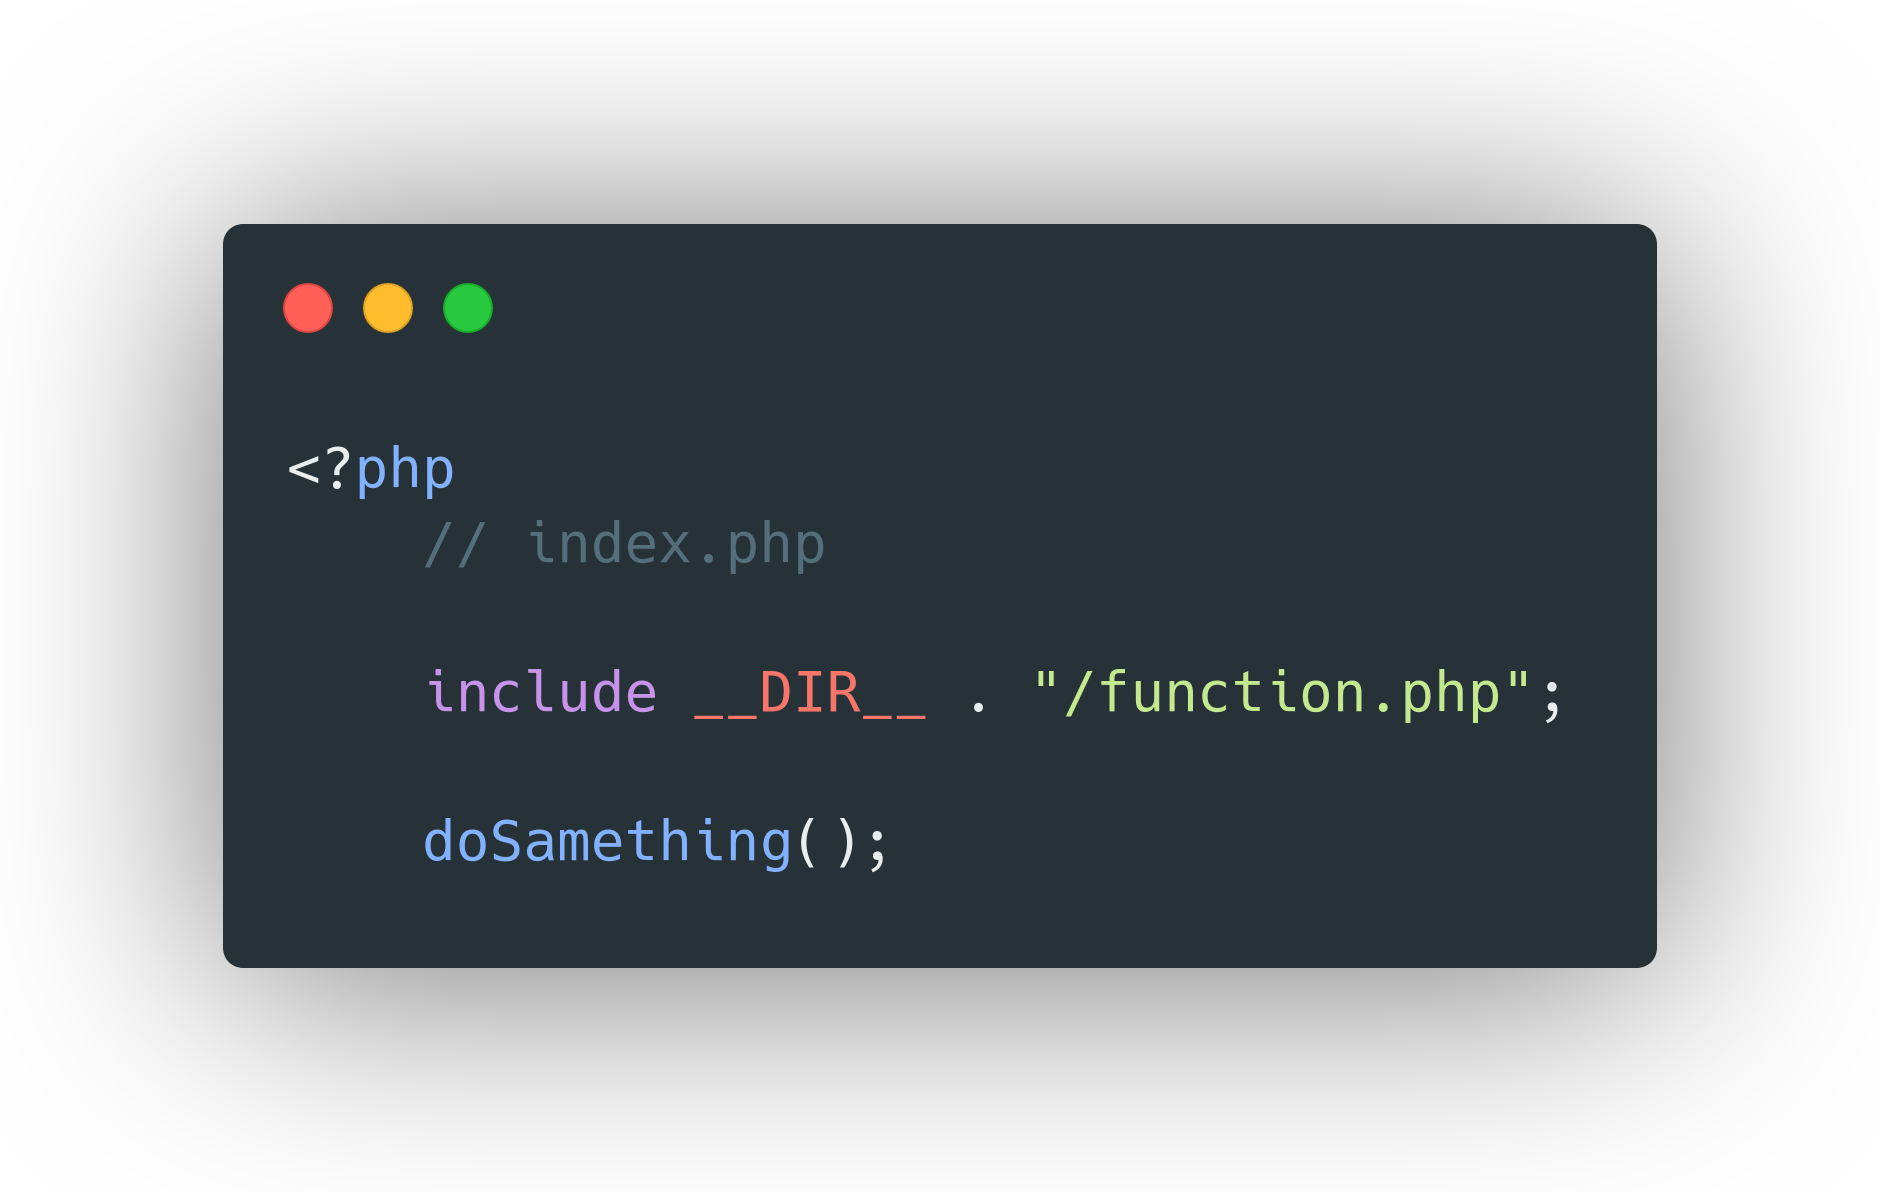 <?php
// index.php
include __DIR__ . "/function.php";
doSamething();